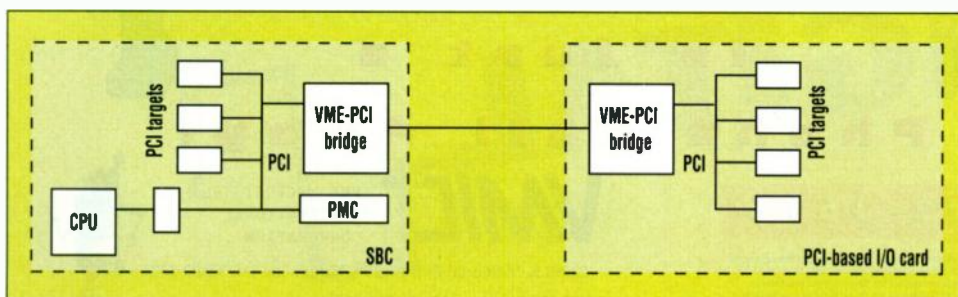 PCI targets
VME-PCI
bridge
PCI
CPU
PMC
SBC
VME-PCI
bridge
PCI
PCI targets
PCI-based I/O card